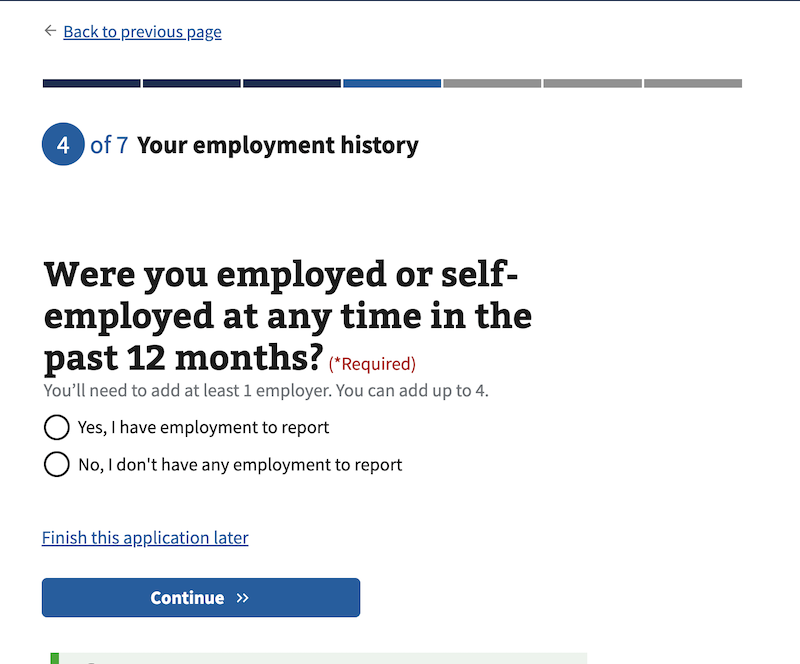 Back to previous page
4 of 7 Your employment history
Were you employed or self-
employed at any time in the
past 12 months? (*Required)
You’ll need to add at least 1 employer. You can add up to 4.
Yes, I have employment to report
No, I don't have any employment to report
Finish this application later
Continue